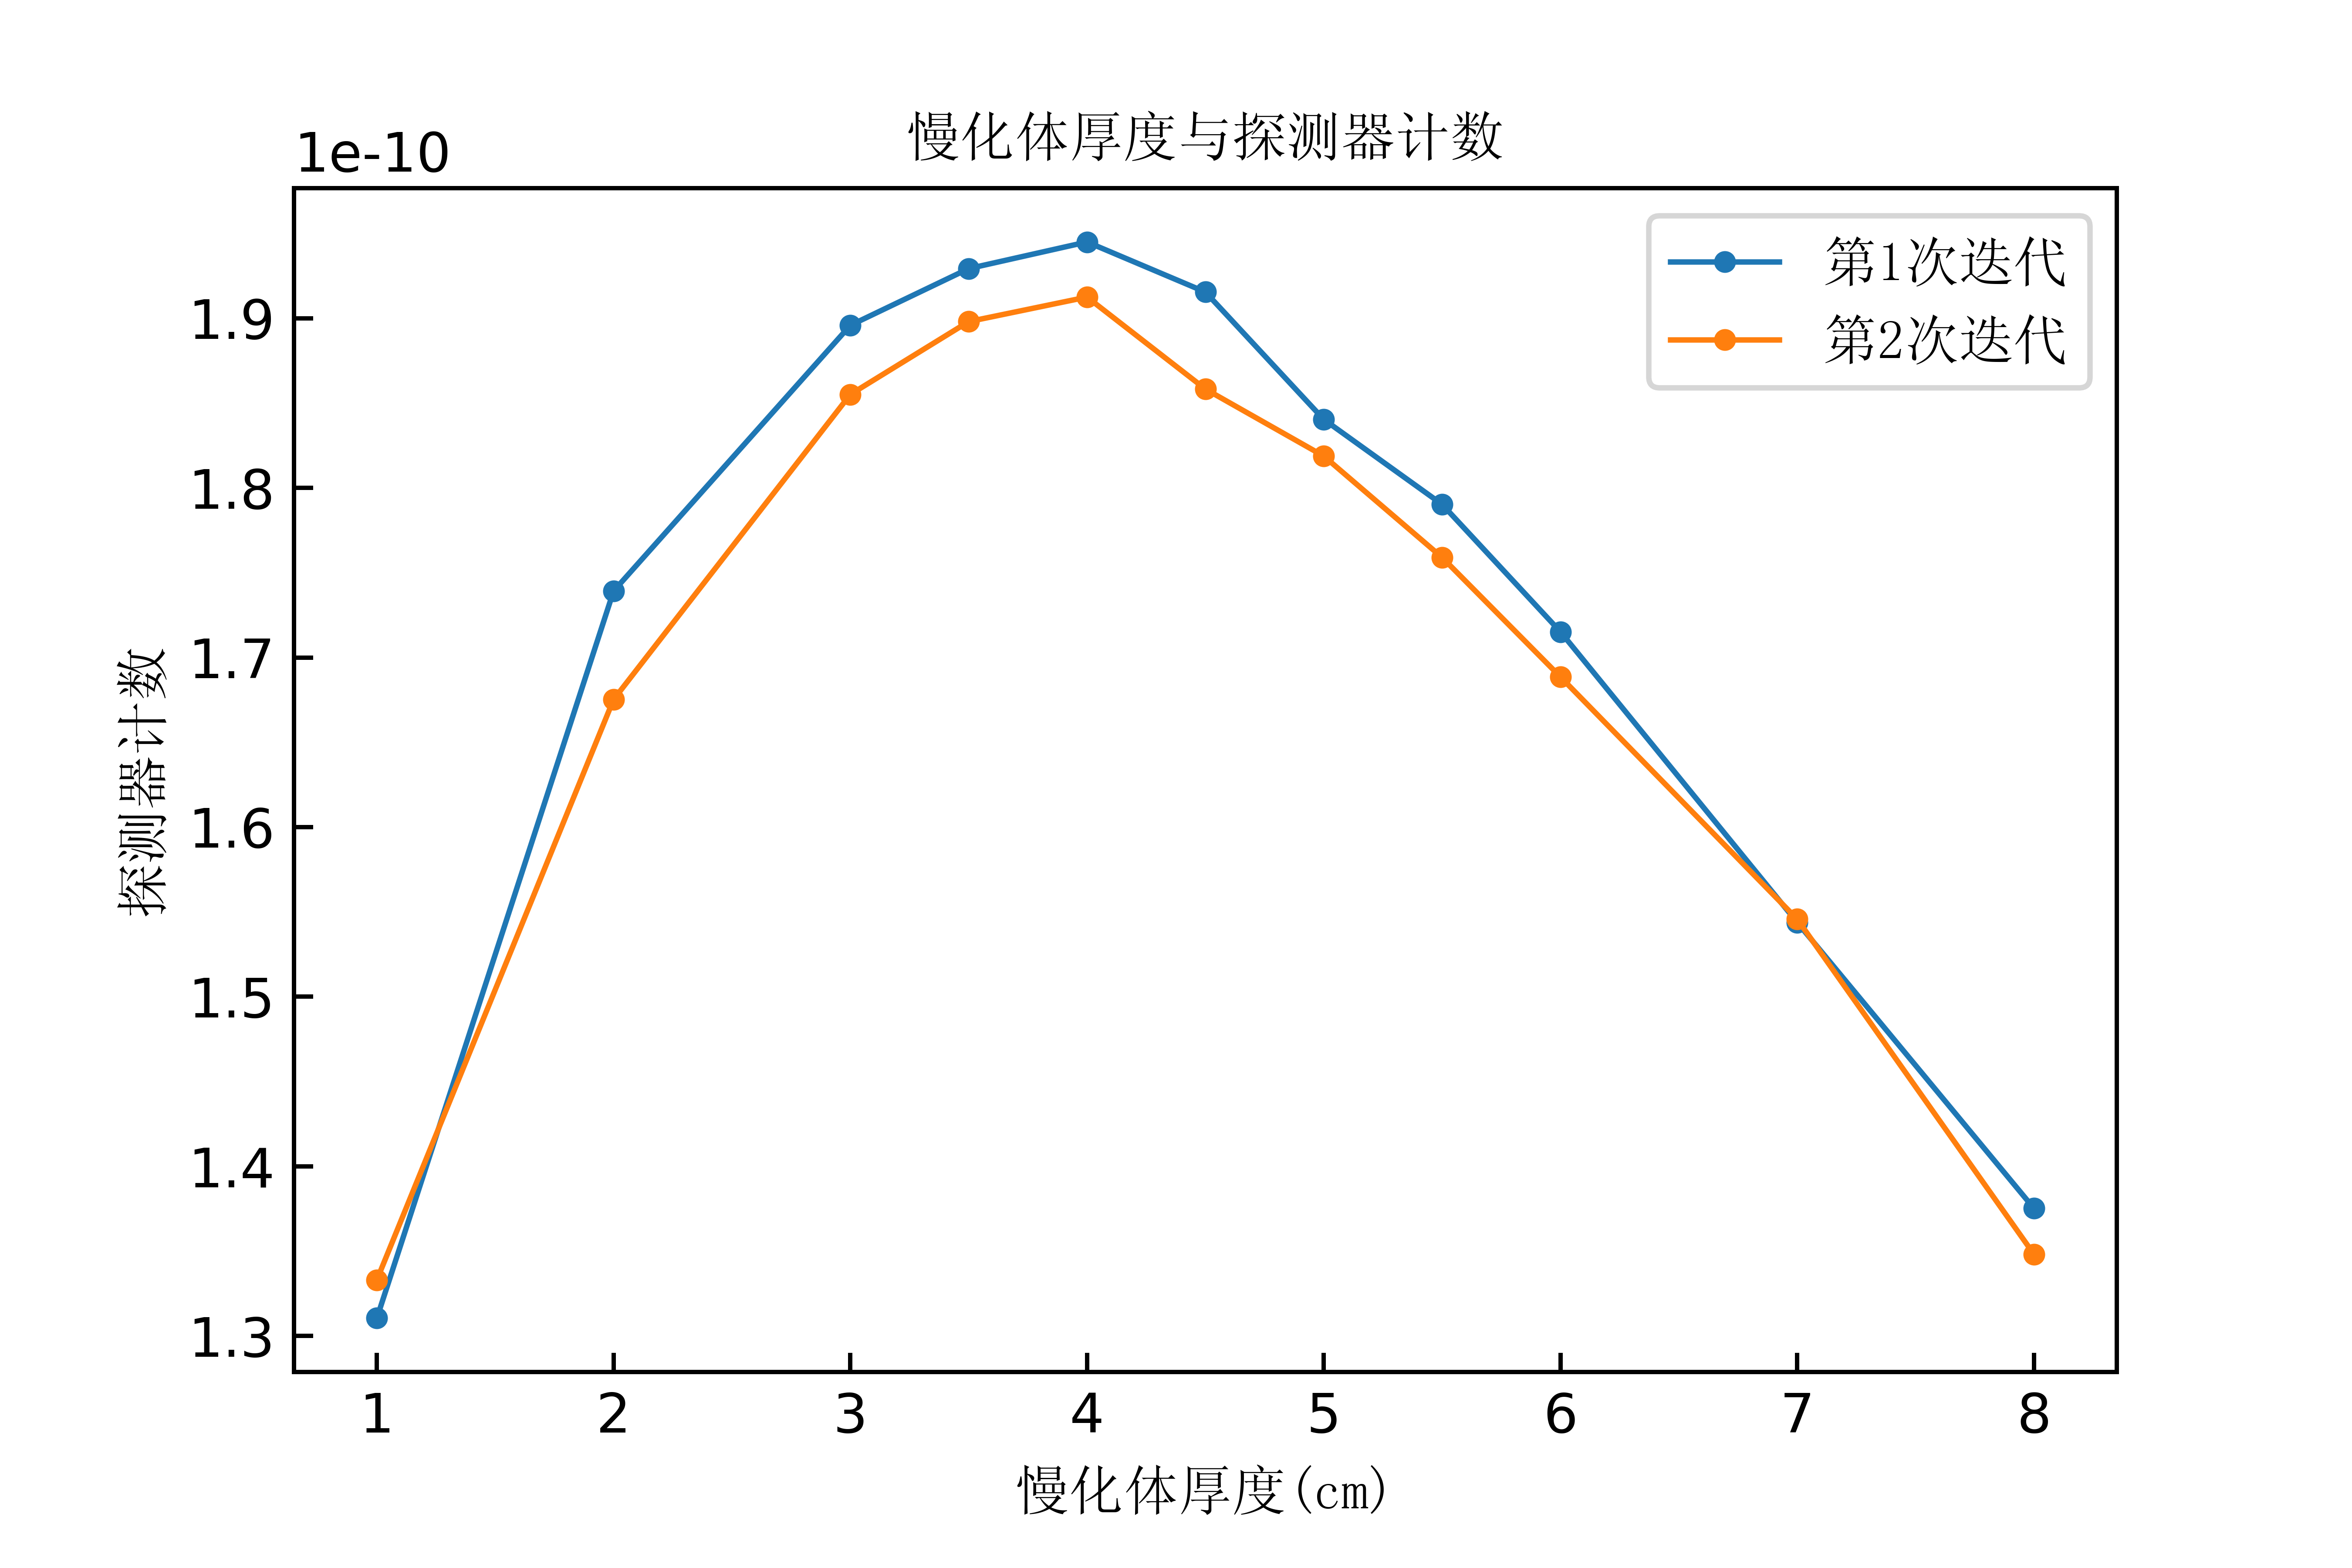 慢化体厚度与探测器计数
1e-10
第1次迭代
第2次迭代
1.9
1.8
1.7
1.6
1.5
1.4
1.3
探测器计数
1 2 3 4 5 6 7 8
慢化体厚度(cm)